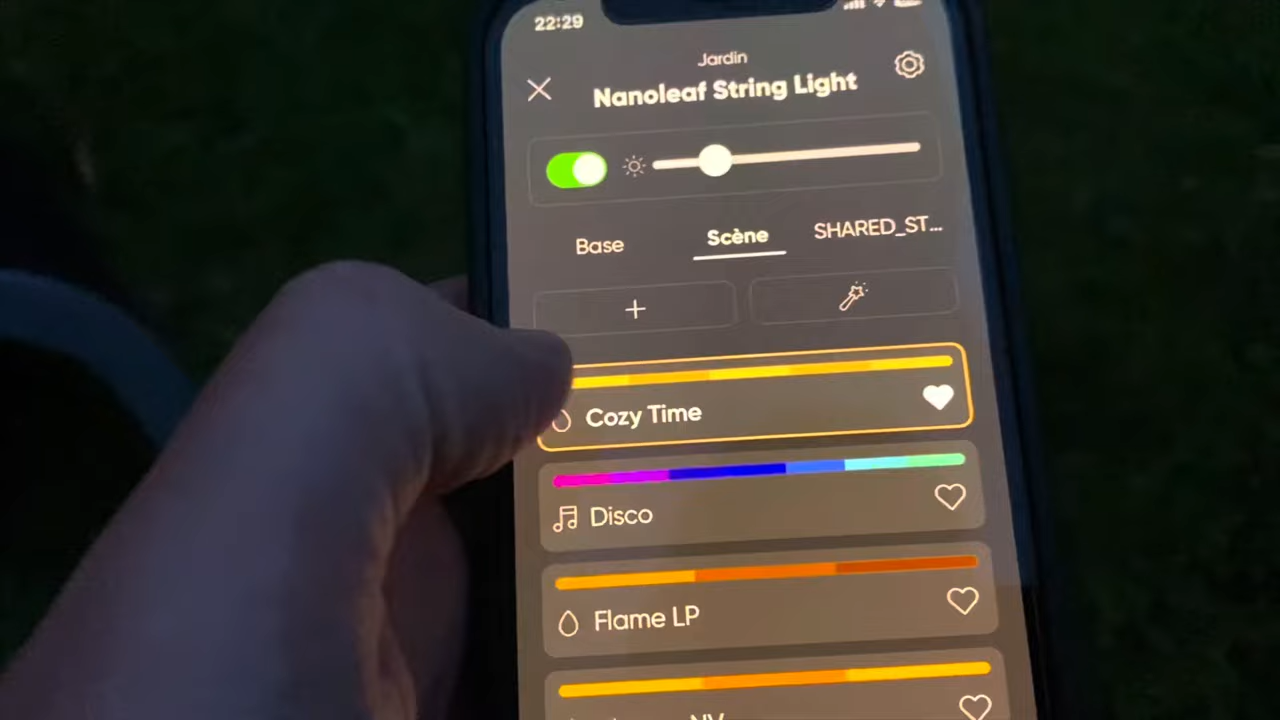 22:29
Jardin
Nanoleaf String Light
Base
Scène
SHARED_ST...
Cozy Time
Disco
Flame LP